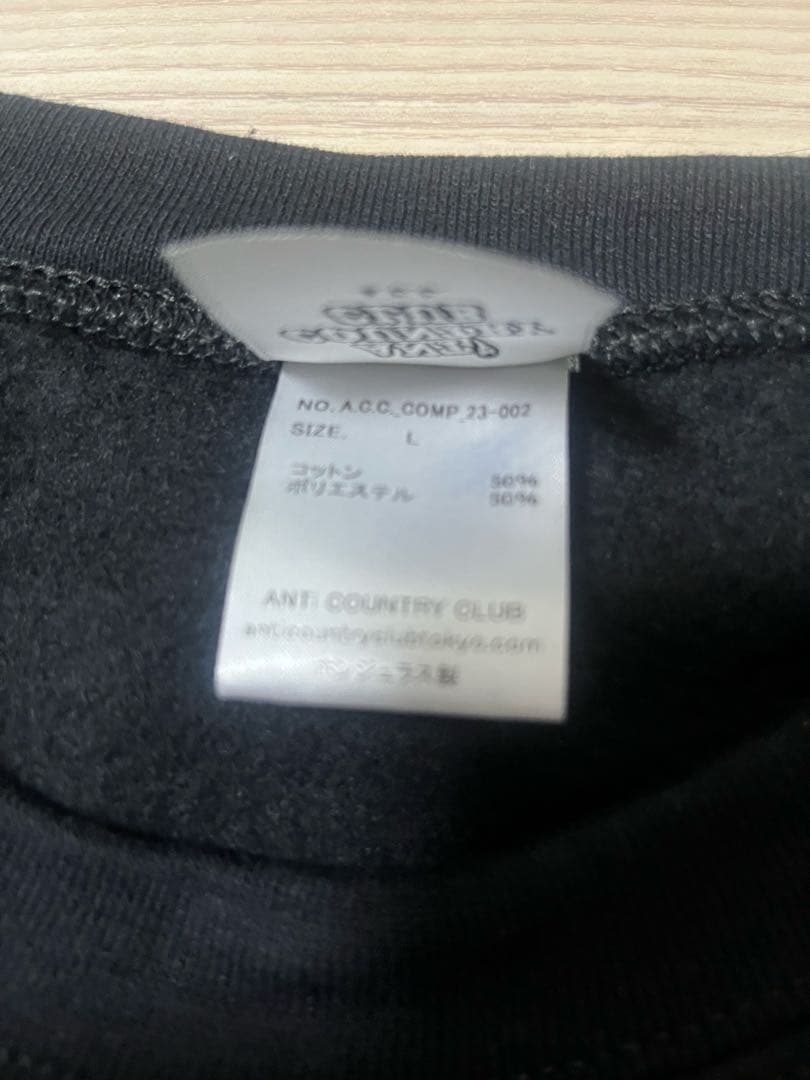 NO. A.C.C._COMP_23-002
SIZE. L
コットン 50%
ポリエステル 50%
ANTI COUNTRY CLUB
anticountryclubtokyo.com
ホンジュラス製